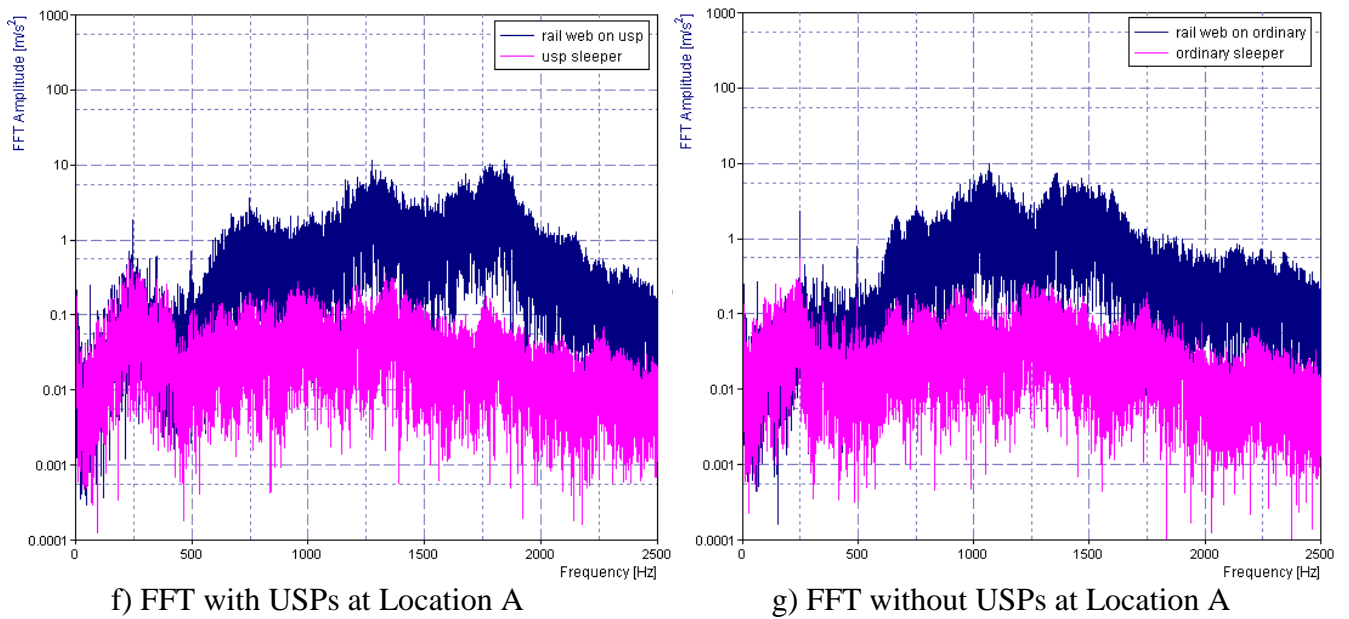 FFT Amplitude [m/s²]
1000
100
10
1
0.1
0.01
0.001
0.0001
rail web on usp
usp sleeper
0
500
1000
1500
2000
2500
Frequency [Hz]
f) FFT with USPs at Location A
FFT Amplitude [m/s²]
1000
100
10
1
0.1
0.01
0.001
0.0001
rail web on ordinary
ordinary sleeper
0
500
1000
1500
2000
2500
Frequency [Hz]
g) FFT without USPs at Location A